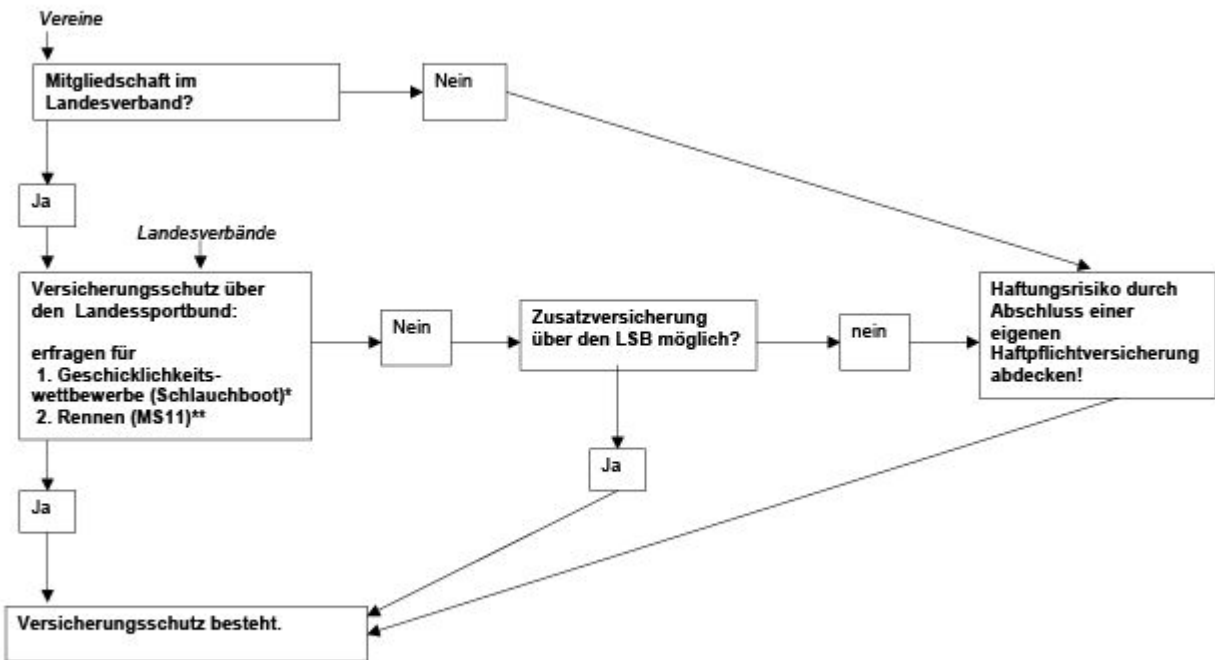 Vereine
Mitgliedschaft im
Landesverband?
Nein
Ja
Landesverbände
Versicherungsschutz über
den Landessportbund:
erfragen für
1. Geschicklichkeits-
wettbewerbe (Schlauchboot)*
2. Rennen (MS11)**
Nein
Zusatzversicherung
über den LSB möglich?
nein
Haftungsrisiko durch
Abschluss einer
eigenen
Haftpflichtversicherung
abdecken!
Ja
Ja
Versicherungsschutz besteht.